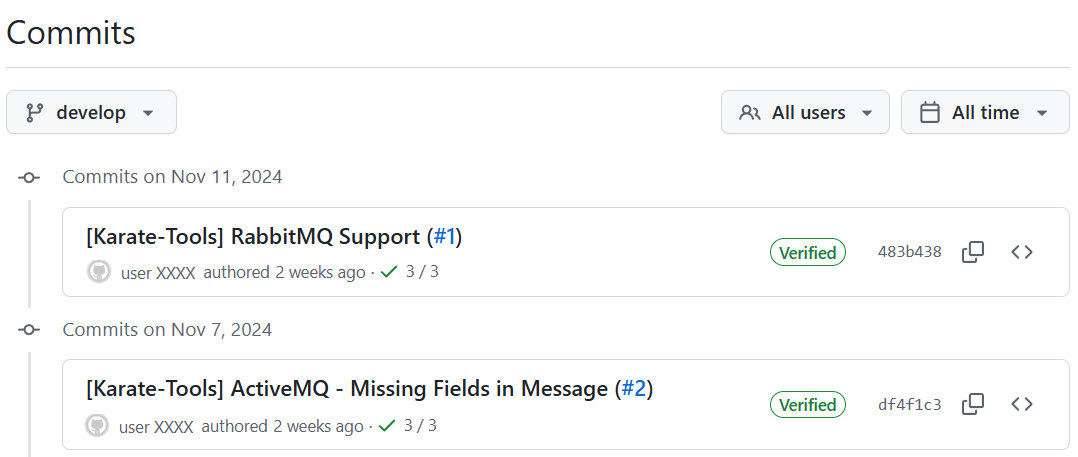 Commits
develop
All users
All time
Commits on Nov 11, 2024
[Karate-Tools] RabbitMQ Support (#1)
Verified
483b438
user XXXX authored 2 weeks ago · 3 / 3
Commits on Nov 7, 2024
[Karate-Tools] ActiveMQ - Missing Fields in Message (#2)
Verified
df4f1c3
user XXXX authored 2 weeks ago · 3 / 3